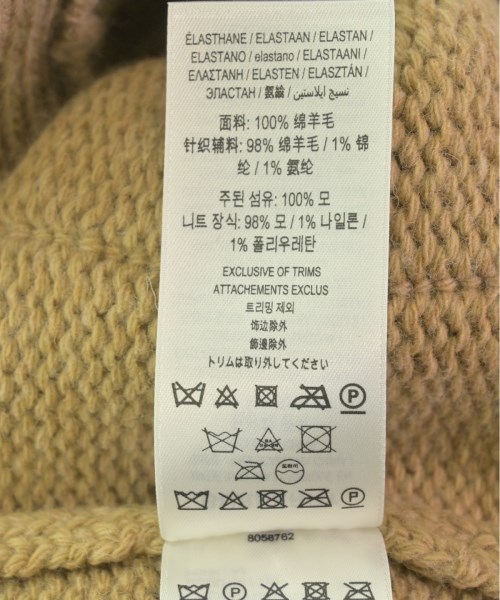 ÉLASTHANE / ELASTAAN / ELASTAN /
ELASTANO / elastano / ELASTAANI /
ΕΛΑΣΤΑΝΗ / ELASTEN / ELASZTÁN /
ЭЛАСТАН / 氨綸 / نسيج ايلاستين
面料: 100% 绵羊毛
针织辅料: 98% 绵羊毛 / 1% 锦
纶 / 1% 氨纶
주된 섬유: 100% 모
니트 장식: 98% 모 / 1% 나일론 /
1% 폴리우레탄
EXCLUSIVE OF TRIMS
ATTACHEMENTS EXCLUS
트리밍 제외
饰边除外
飾邊除外
トリムは取り外してください
P
P
8058762
P